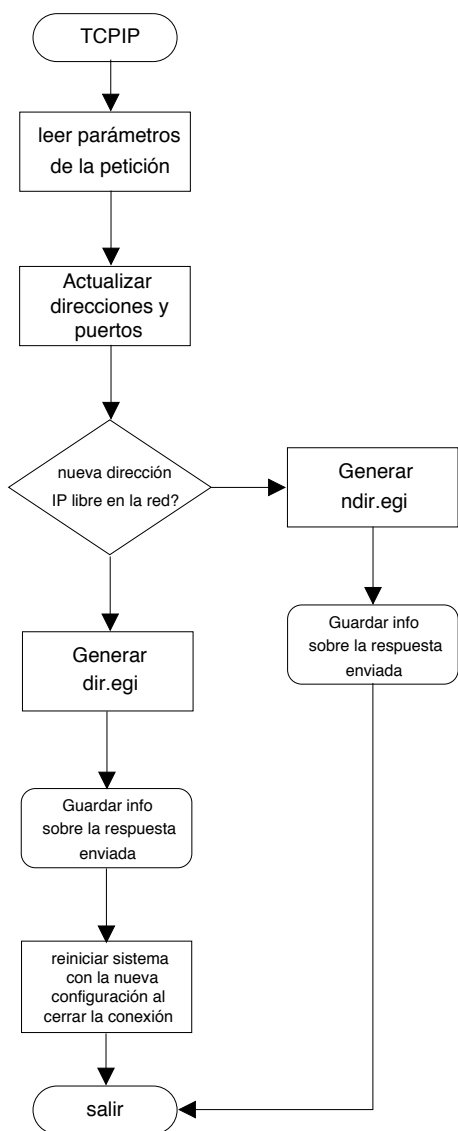 TCPIP
leer parámetros
de la petición
Actualizar
direcciones y
puertos
nueva dirección
IP libre en la red?
Generar
ndir.egi
Guardar info
sobre la respuesta
enviada
Generar
dir.egi
Guardar info
sobre la respuesta
enviada
reiniciar sistema
con la nueva
configuración al
cerrar la conexión
salir